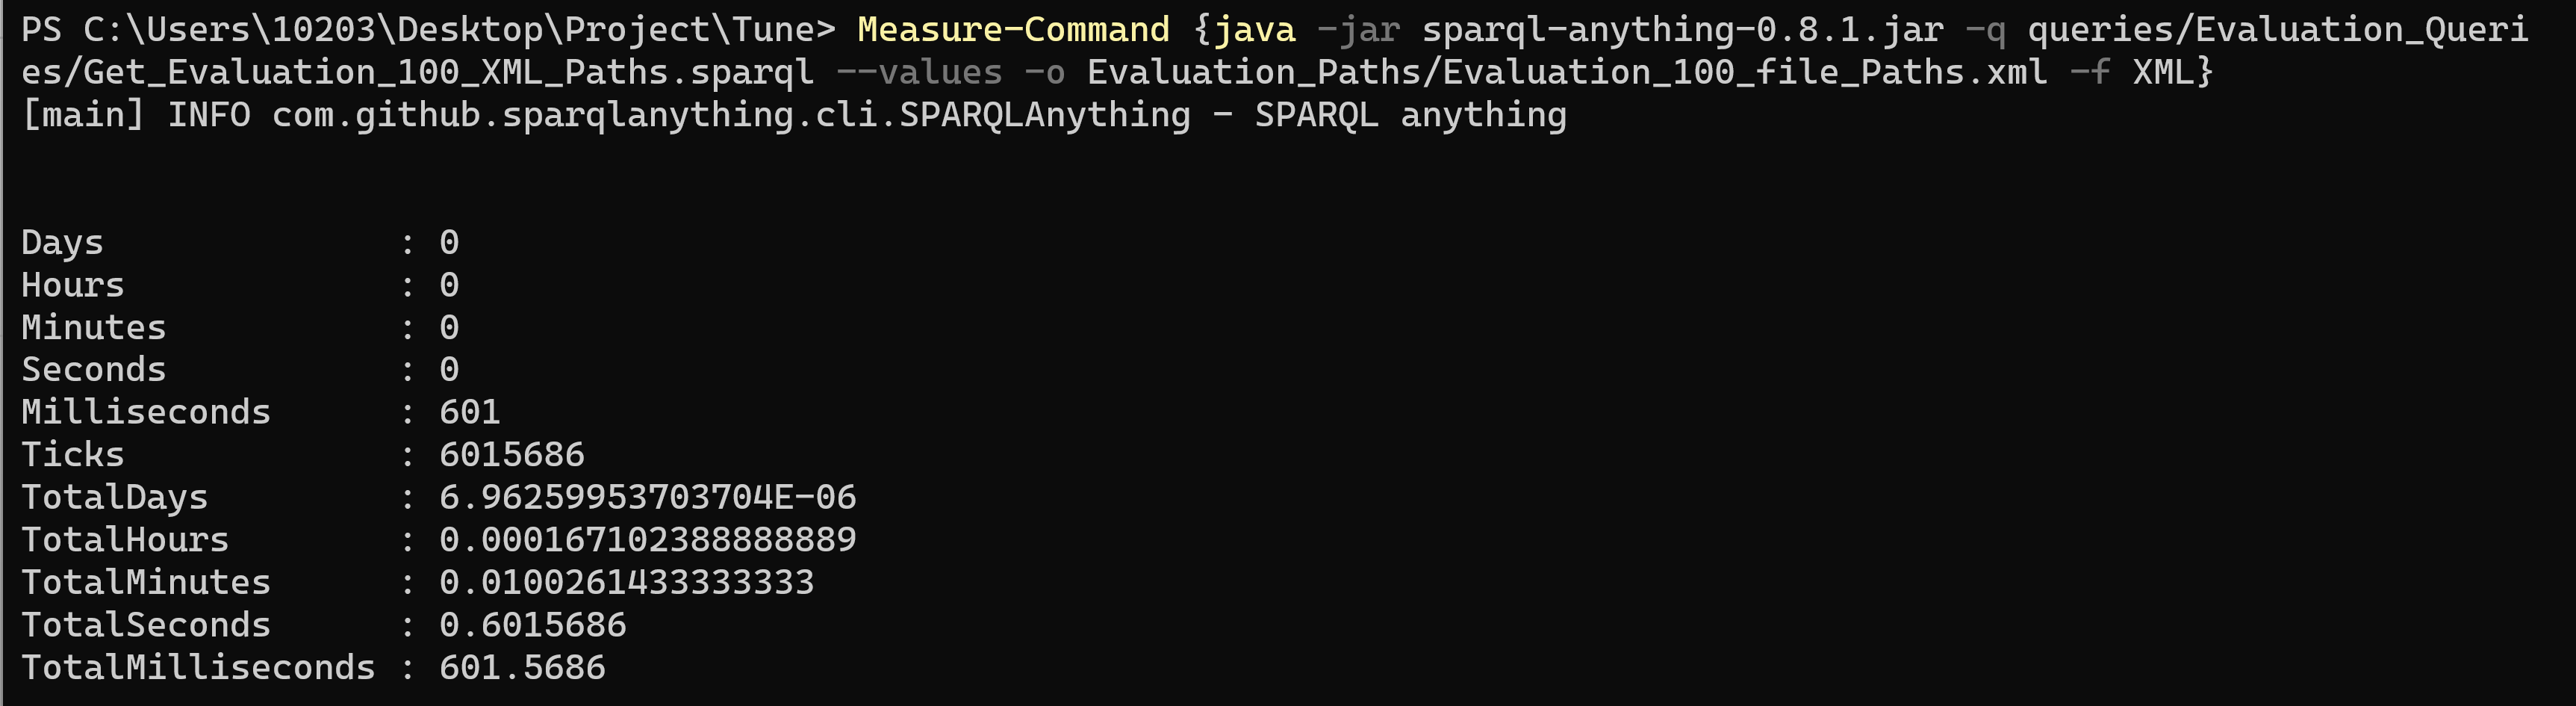 PS C:\Users\10203\Desktop\Project\Tune> Measure-Command {java -jar sparql-anything-0.8.1.jar -q queries/Evaluation_Queri
es/Get_Evaluation_100_XML_Paths.sparql --values -o Evaluation_Paths/Evaluation_100_file_Paths.xml -f XML}
[main] INFO com.github.sparqlanything.cli.SPARQLAnything - SPARQL anything
Days              : 0
Hours             : 0
Minutes           : 0
Seconds           : 0
Milliseconds      : 601
Ticks             : 6015686
TotalDays         : 6.96259953703704E-06
TotalHours        : 0.000167102388888889
TotalMinutes      : 0.0100261433333333
TotalSeconds      : 0.6015686
TotalMilliseconds : 601.5686